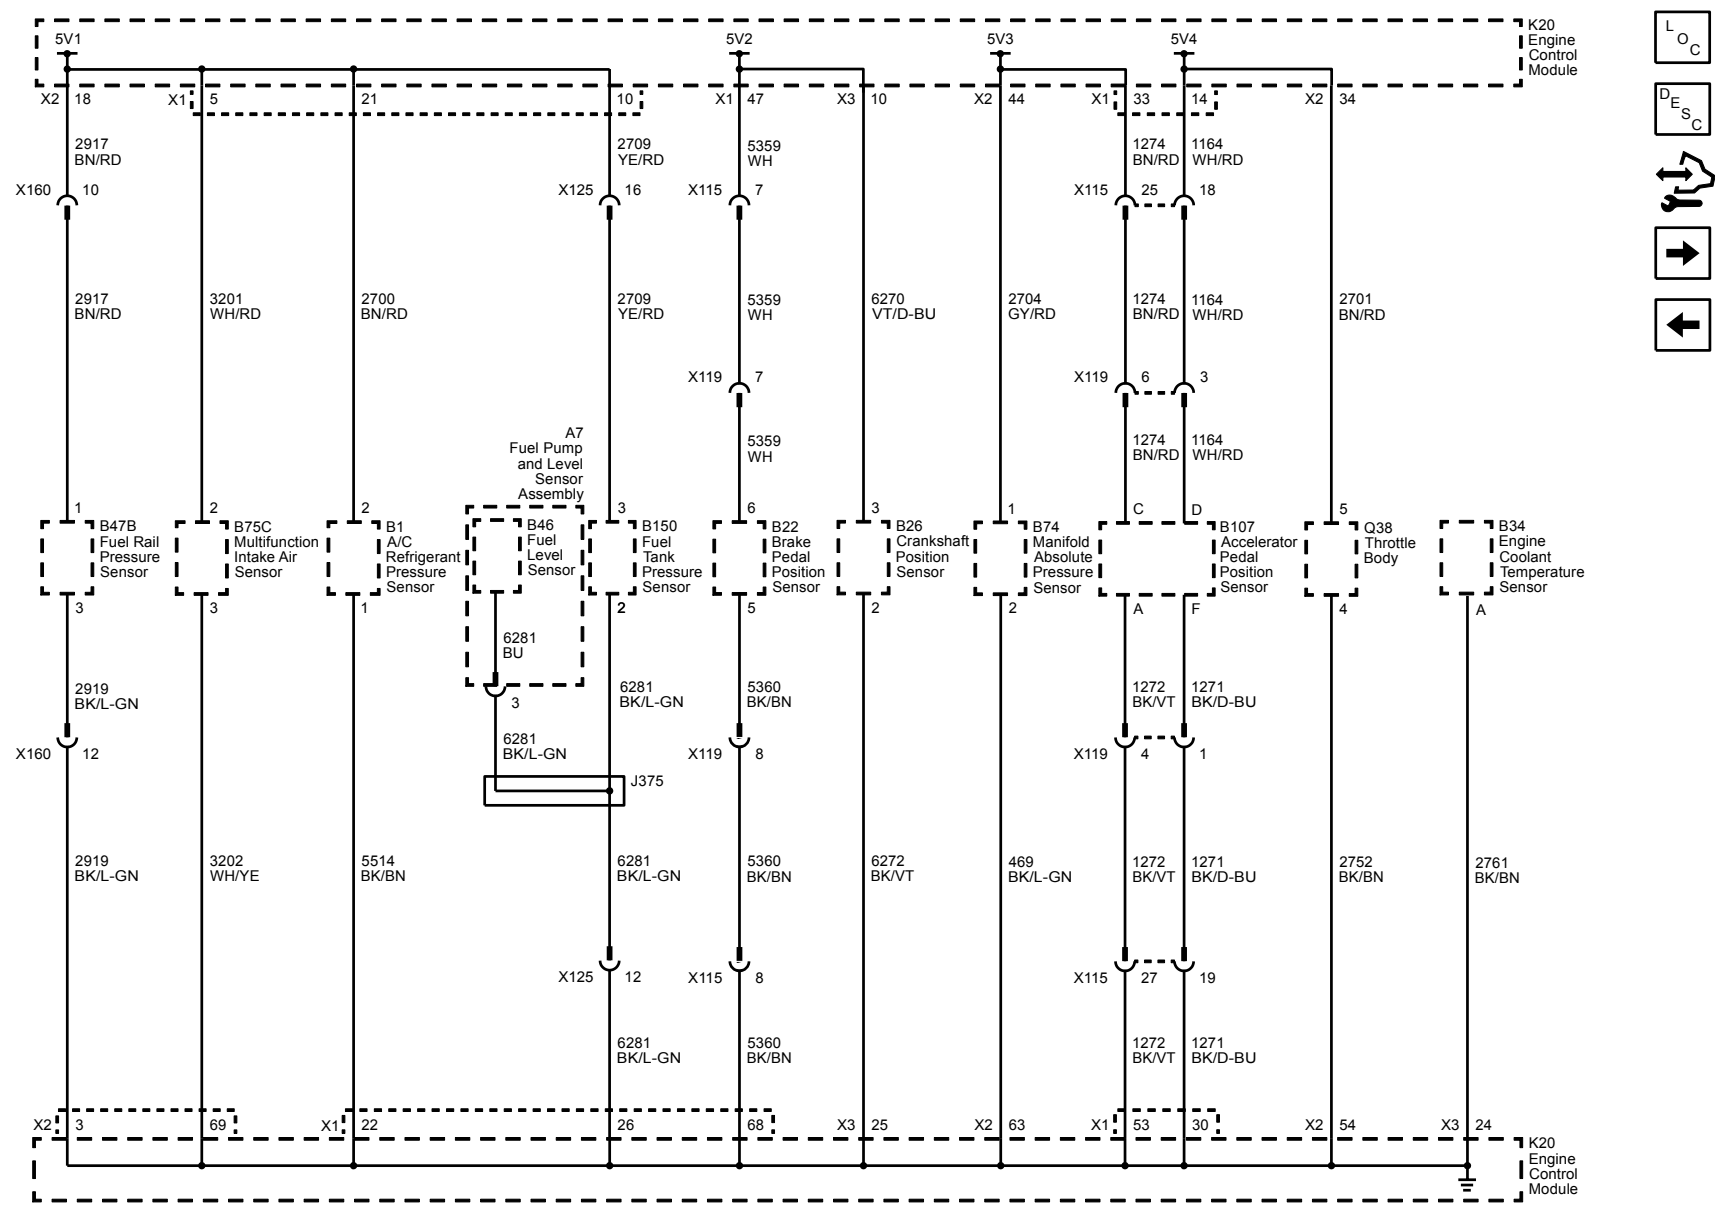 5V1
5V2
5V3
5V4
K20
Engine
Control
Module
L
O
C
D
E
S
C
X2 18
X1 5
21
10
X1 47
X3 10
X2 44
X1 33
14
X2 34
2917
BN/RD
2709
YE/RD
5359
WH
1274
BN/RD
1164
WH/RD
X160 10
X125 16
X115 7
X115 25
18
2917
BN/RD
3201
WH/RD
2700
BN/RD
2709
YE/RD
5359
WH
6270
VT/D-BU
2704
GY/RD
1274
BN/RD
1164
WH/RD
2701
BN/RD
X119 7
X119 6
3
5359
WH
1274
BN/RD
1164
WH/RD
A7
Fuel Pump
and Level
Sensor
Assembly
1
B47B
Fuel Rail
Pressure
Sensor
3
2
B75C
Multifunction
Intake Air
Sensor
3
2
B1
A/C
Refrigerant
Pressure
Sensor
1
B46
Fuel
Level
Sensor
3
B150
Fuel
Tank
Pressure
Sensor
2
6
B22
Brake
Pedal
Position
Sensor
5
3
B26
Crankshaft
Position
Sensor
2
1
B74
Manifold
Absolute
Pressure
Sensor
2
C
D
B107
Accelerator
Pedal
Position
Sensor
A
F
5
Q38
Throttle
Body
4
B34
Engine
Coolant
Temperature
Sensor
A
6281
BU
2919
BK/L-GN
3
6281
BK/L-GN
5360
BK/BN
1272
BK/VT
1271
BK/D-BU
6281
BK/L-GN
X160 12
X119 8
X119 4
1
J375
2919
BK/L-GN
3202
WH/YE
5514
BK/BN
6281
BK/L-GN
5360
BK/BN
6272
BK/VT
469
BK/L-GN
1272
BK/VT
1271
BK/D-BU
2752
BK/BN
2761
BK/BN
X125 12
X115 8
X115 27
19
6281
BK/L-GN
5360
BK/BN
1272
BK/VT
1271
BK/D-BU
X2 3
69
X1 22
26
68
X3 25
X2 63
X1 53
30
X2 54
X3 24
K20
Engine
Control
Module